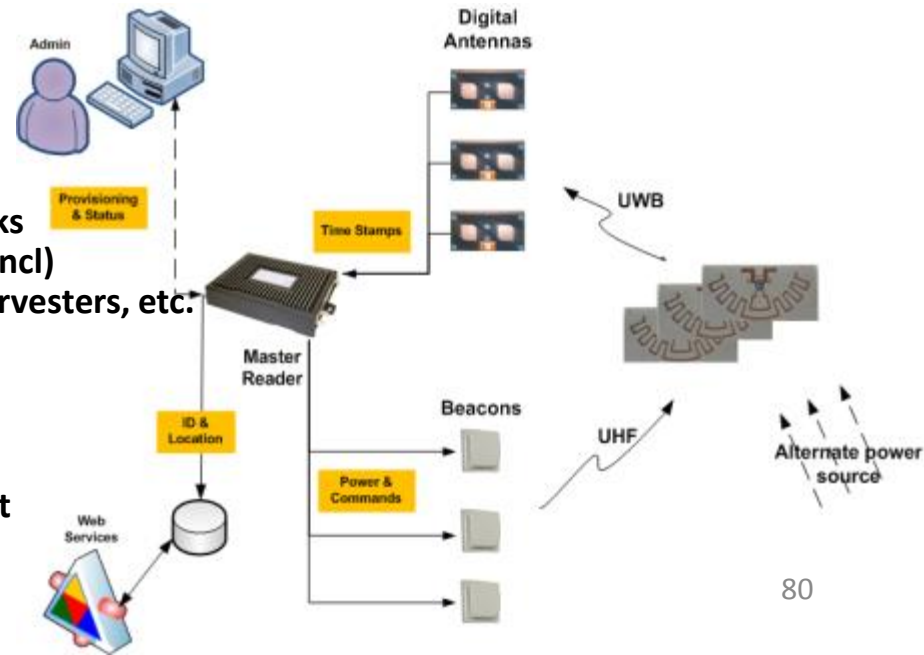 Admin
Digital
Antennas
Provisioning
& Status
UWB
Time Stamps
ncl)
rvesters, etc.
Master
Reader
Beacons
ID &
Location
UHF
Alternate power
source
Power &
Commands
Web
Services
80